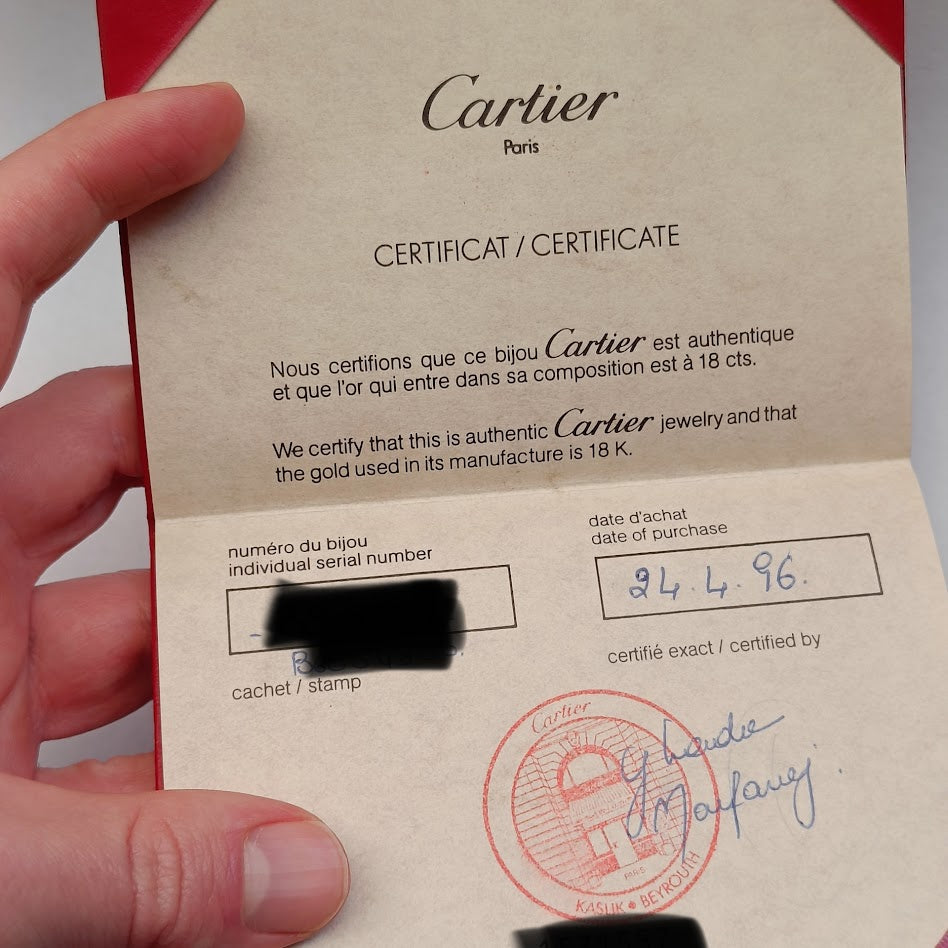 Cartier
Paris
CERTIFICAT / CERTIFICATE
Nous certifions que ce bijou Cartier est authentique
et que l'or qui entre dans sa composition est à 18 cts.
We certify that this is authentic Cartier jewelry and that
the gold used in its manufacture is 18 K.
numéro du bijou
individual serial number
date d'achat
date of purchase
24.4.96.
certifié exact / certified by
cachet / stamp
Cartier
PARIS
KASLIK • BEYROUTH